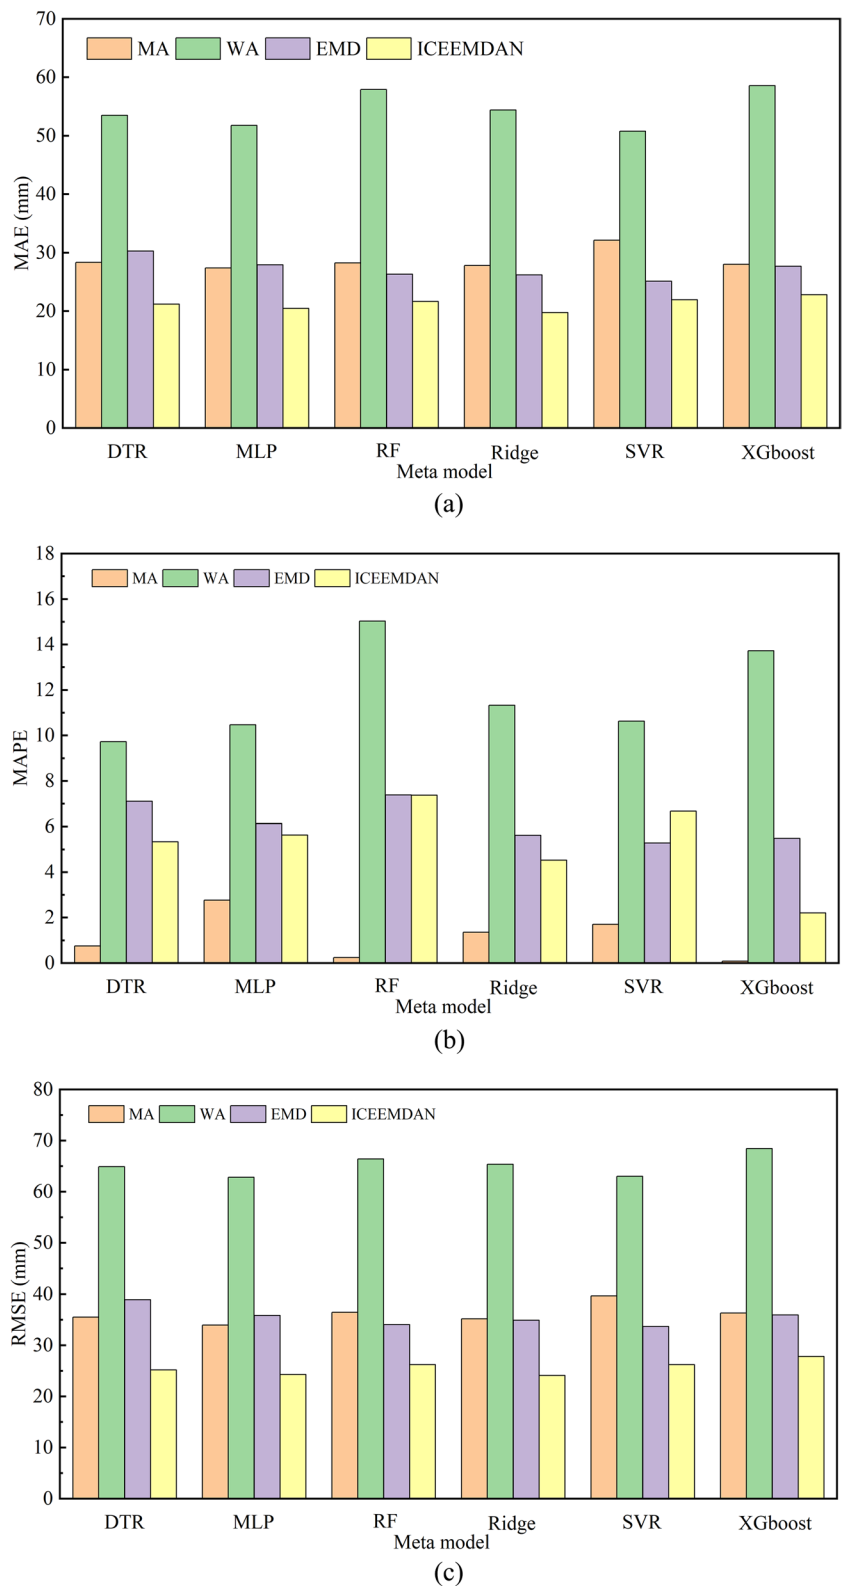 MA WA EMD ICEEMDAN
70
60
50
40
30
20
10
0
MAE (mm)
DTR MLP RF Ridge SVR XGboost
Meta model
(a)
MA WA EMD ICEEMDAN
18
16
14
12
10
8
6
4
2
0
MAPE
DTR MLP RF Ridge SVR XGboost
Meta model
(b)
MA WA EMD ICEEMDAN
80
70
60
50
40
30
20
10
0
RMSE (mm)
DTR MLP RF Ridge SVR XGboost
Meta model
(c)